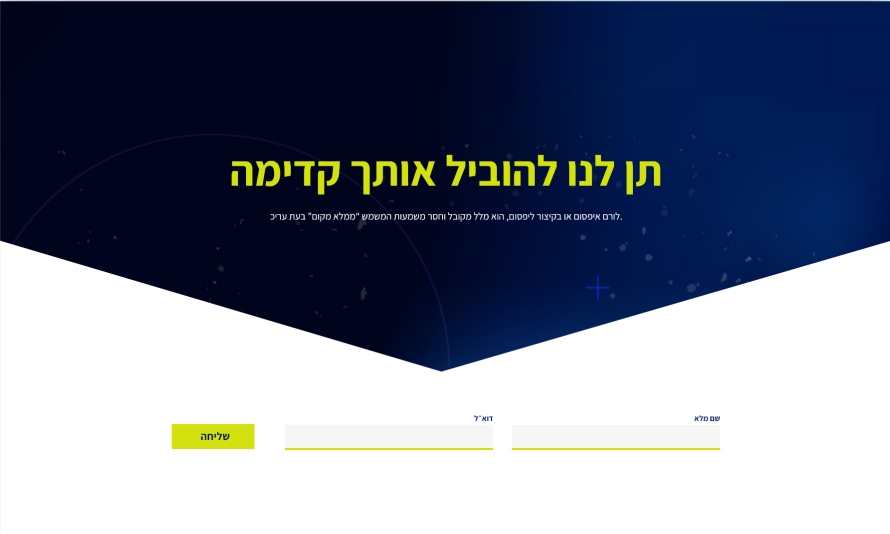 תן לנו להוביל אותך קדימה
לורם איפסום או בקיצור ליפסום, הוא מלל מקובל וחסר משמעות המשמש "ממלא מקום" בעת עריכ.
שם מלא
דוא״ל
שליחה